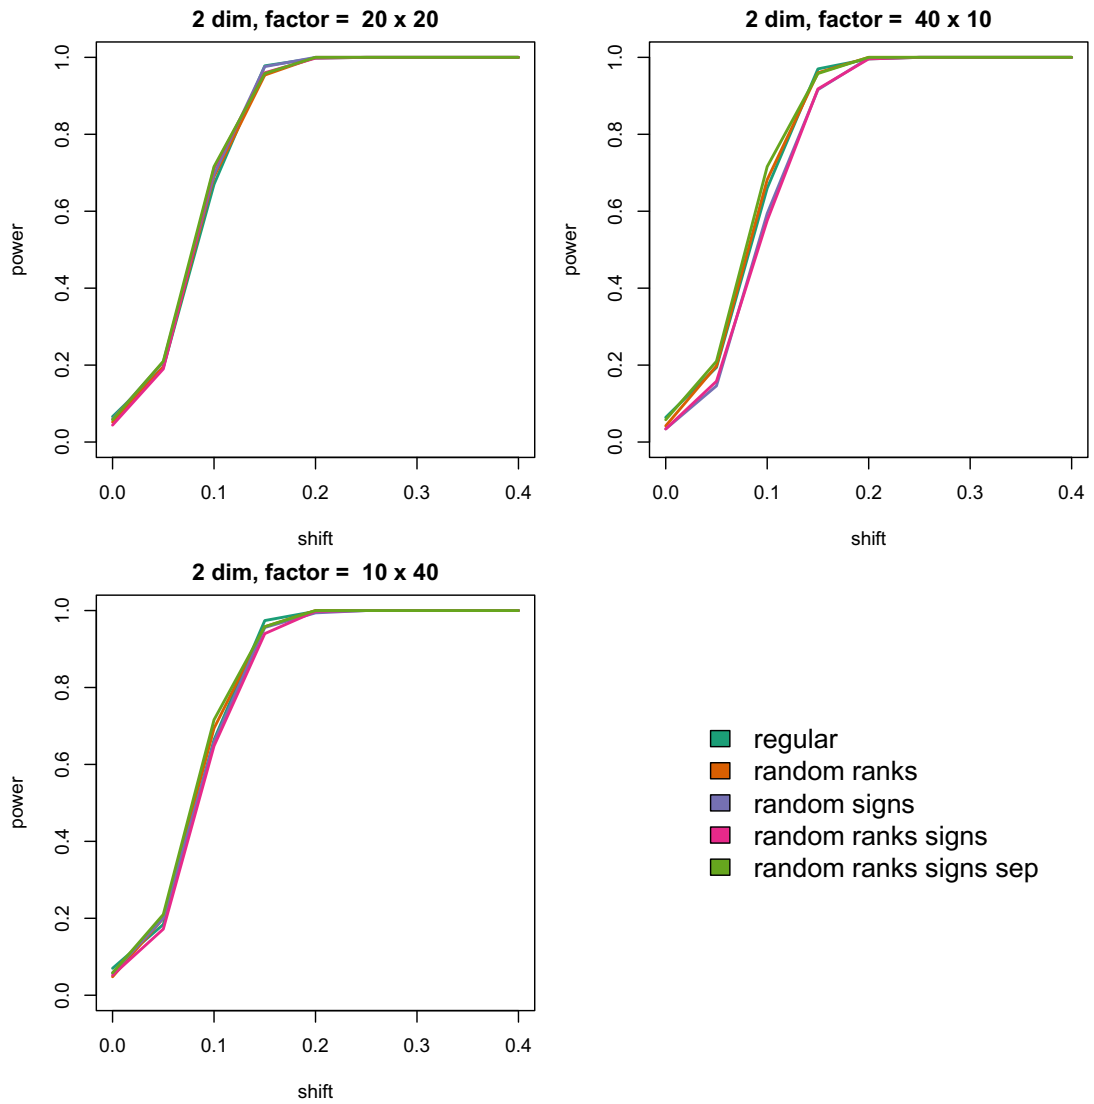 2 dim, factor =  20 x 20
power
0.0 0.2 0.4 0.6 0.8 1.0
0.0 0.1 0.2 0.3 0.4
shift
2 dim, factor =  40 x 10
power
0.0 0.2 0.4 0.6 0.8 1.0
0.0 0.1 0.2 0.3 0.4
shift
2 dim, factor =  10 x 40
power
0.0 0.2 0.4 0.6 0.8 1.0
0.0 0.1 0.2 0.3 0.4
shift
regular
random ranks
random signs
random ranks signs
random ranks signs sep